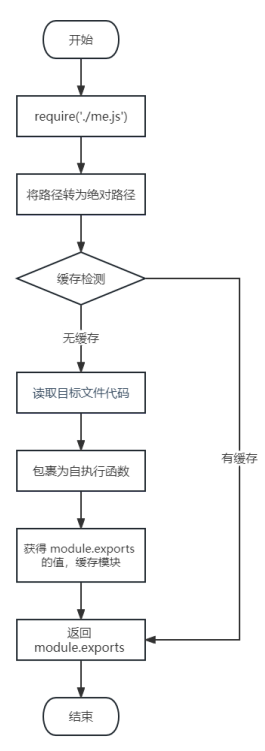 开始
require('./me.js')
将路径转为绝对路径
缓存检测
无缓存
读取目标文件代码
有缓存
包裹为自执行函数
获得 module.exports
的值，缓存模块
返回
module.exports
结束